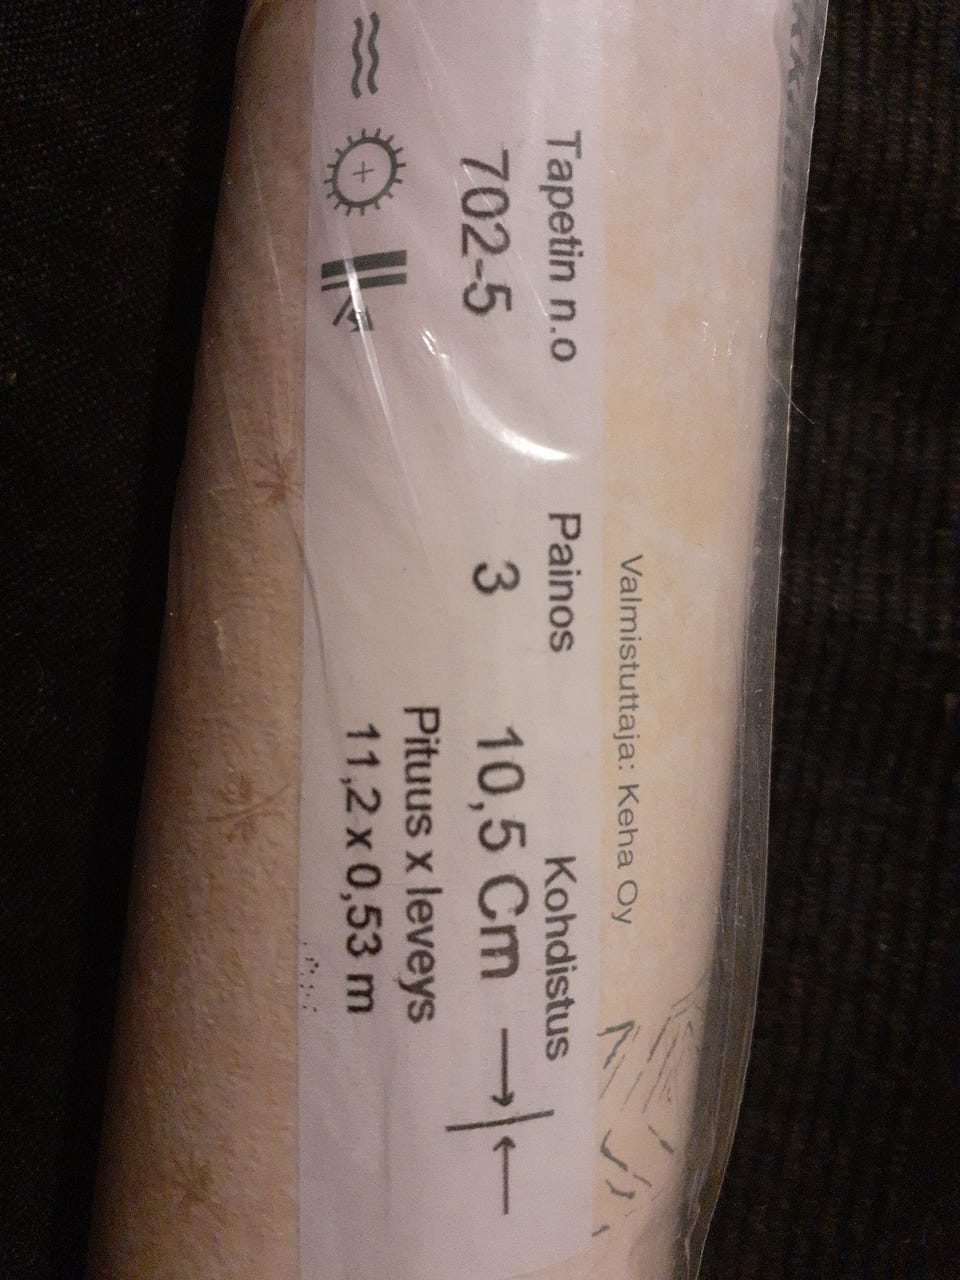 Valmistuttaja: Keha Oy
Tapetin n.o Painos Kohdistus
702-5 3 10,5 Cm
Pituus x leveys
11,2 x 0,53 m